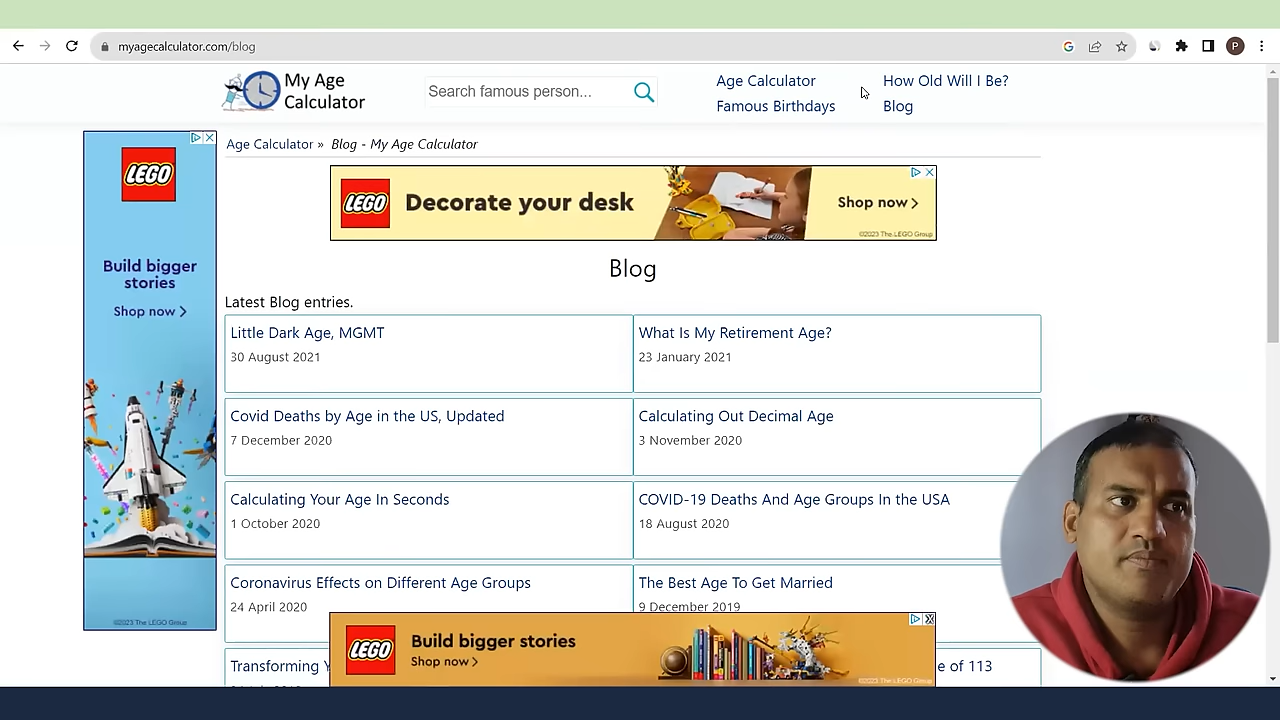 myagecalculator.com/blog
P
My Age
Calculator
Search famous person...
Age Calculator
How Old Will I Be?
Famous Birthdays
Blog
LEGO
Build bigger
stories
Shop now >
©2023 The LEGO Group
Age Calculator » Blog - My Age Calculator
LEGO
Decorate your desk
Shop now >
©2023 The LEGO Group
Blog
Latest Blog entries.
Little Dark Age, MGMT
30 August 2021
What Is My Retirement Age?
23 January 2021
Covid Deaths by Age in the US, Updated
7 December 2020
Calculating Out Decimal Age
3 November 2020
Calculating Your Age In Seconds
1 October 2020
COVID-19 Deaths And Age Groups In the USA
18 August 2020
Coronavirus Effects on Different Age Groups
24 April 2020
The Best Age To Get Married
9 December 2019
Transforming Y
e of 113
LEGO
Build bigger stories
Shop now >
©2023 The LEGO Group